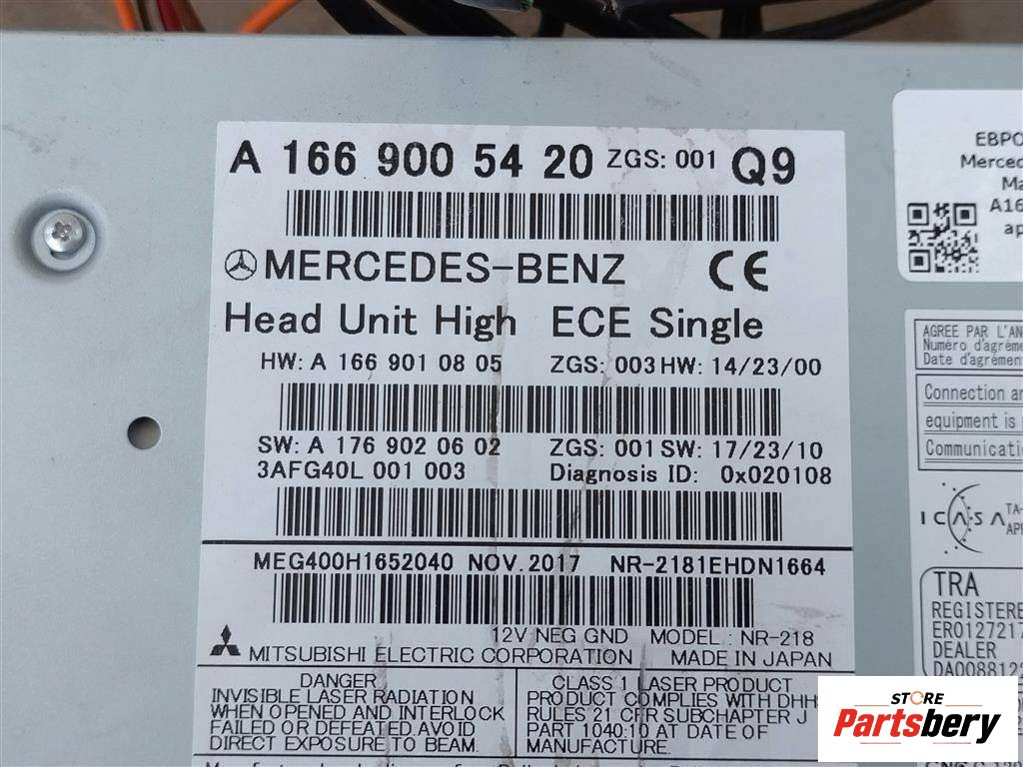 A 166 900 54 20 ZGS: 001 Q9
MERCEDES-BENZ CE
Head Unit High ECE Single
HW: A 166 901 08 05 ZGS: 003 HW: 14/23/00
SW: A 176 902 06 02 ZGS: 001 SW: 17/23/10
3AFG40L 001 003 Diagnosis ID: 0x020108
MEG400H1652040 NOV. 2017 NR-2181EHDN1664
12V NEG GND MODEL: NR-218
MITSUBISHI ELECTRIC CORPORATION MADE IN JAPAN
DANGER
INVISIBLE LASER RADIATION
WHEN OPENED AND INTERLOCK
FAILED OR DEFEATED. AVOID
DIRECT EXPOSURE TO BEAM.
CLASS 1 LASER PRODUCT
PRODUCT COMPLIES WITH DHHS
RULES 21 CFR SUBCHAPTER J
PART 1040:10 AT DATE OF
MANUFACTURE.
EBPO
Merced
Ma
A16
ap
AGREE PAR L'AN
Numéro d'agréme
Date d'agrément
Connection an
equipment is
Communicati
ICASA TA-
API
TRA
REGISTERE
ER0127217
DEALER
DA0088122
STORE
Partsbery